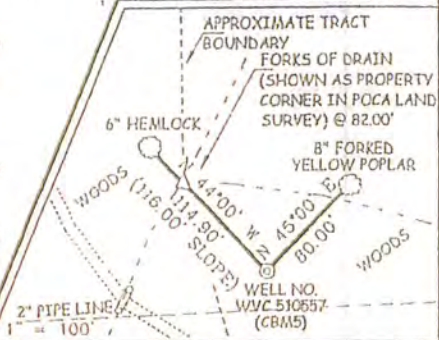 APPROXIMATE TRACT
BOUNDARY
FORKS OF DRAIN
(SHOWN AS PROPERTY
CORNER IN POCA LAND
SURVEY) @ 82.00'
6" HEMLOCK
8" FORKED
YELLOW POPLAR
WOODS
N 44°00' W
(114.90')
(116.00' SLOPE)
N 45°00' E
80.00'
WOODS
WELL NO.
WVC 510557
(CBM5)
2" PIPE LINE
1" = 100'